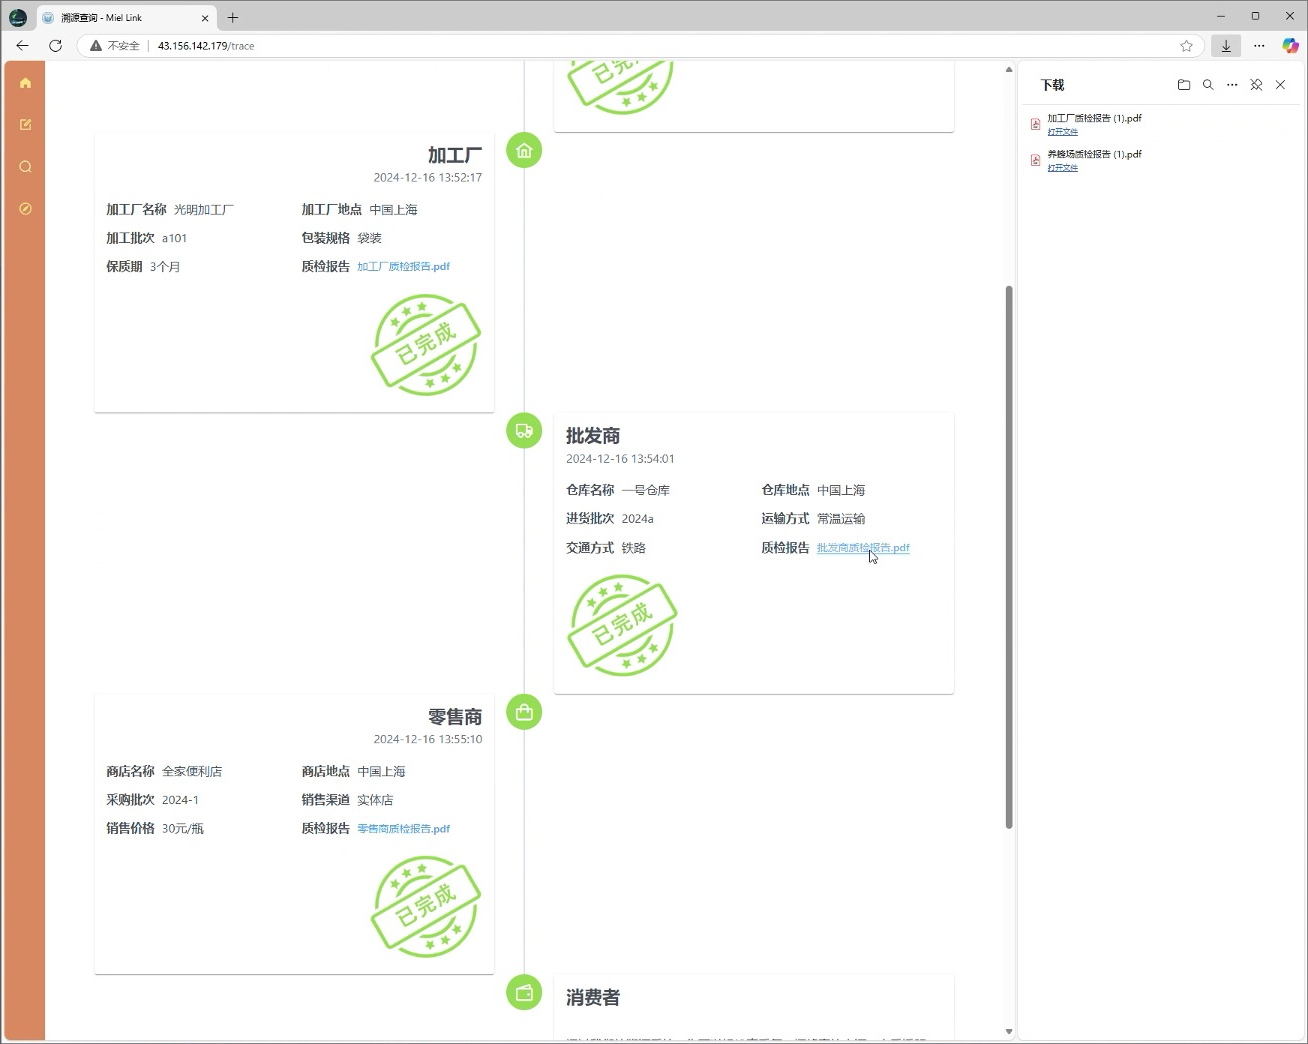 溯源查询 - Miel Link
不安全
43.156.142.179/trace
下载
加工厂质检报告 (1).pdf
打开文件
养蜂场质检报告 (1).pdf
打开文件
已完成
加工厂
2024-12-16 13:52:17
加工厂名称 光明加工厂
加工厂地点 中国上海
加工批次 a101
包装规格 袋装
保质期 3个月
质检报告 加工厂质检报告.pdf
已完成
批发商
2024-12-16 13:54:01
仓库名称 一号仓库
仓库地点 中国上海
进货批次 2024a
运输方式 常温运输
交通方式 铁路
质检报告 批发商质检报告.pdf
已完成
零售商
2024-12-16 13:55:10
商店名称 全家便利店
商店地点 中国上海
采购批次 2024-1
销售渠道 实体店
销售价格 30元/瓶
质检报告 零售商质检报告.pdf
已完成
消费者